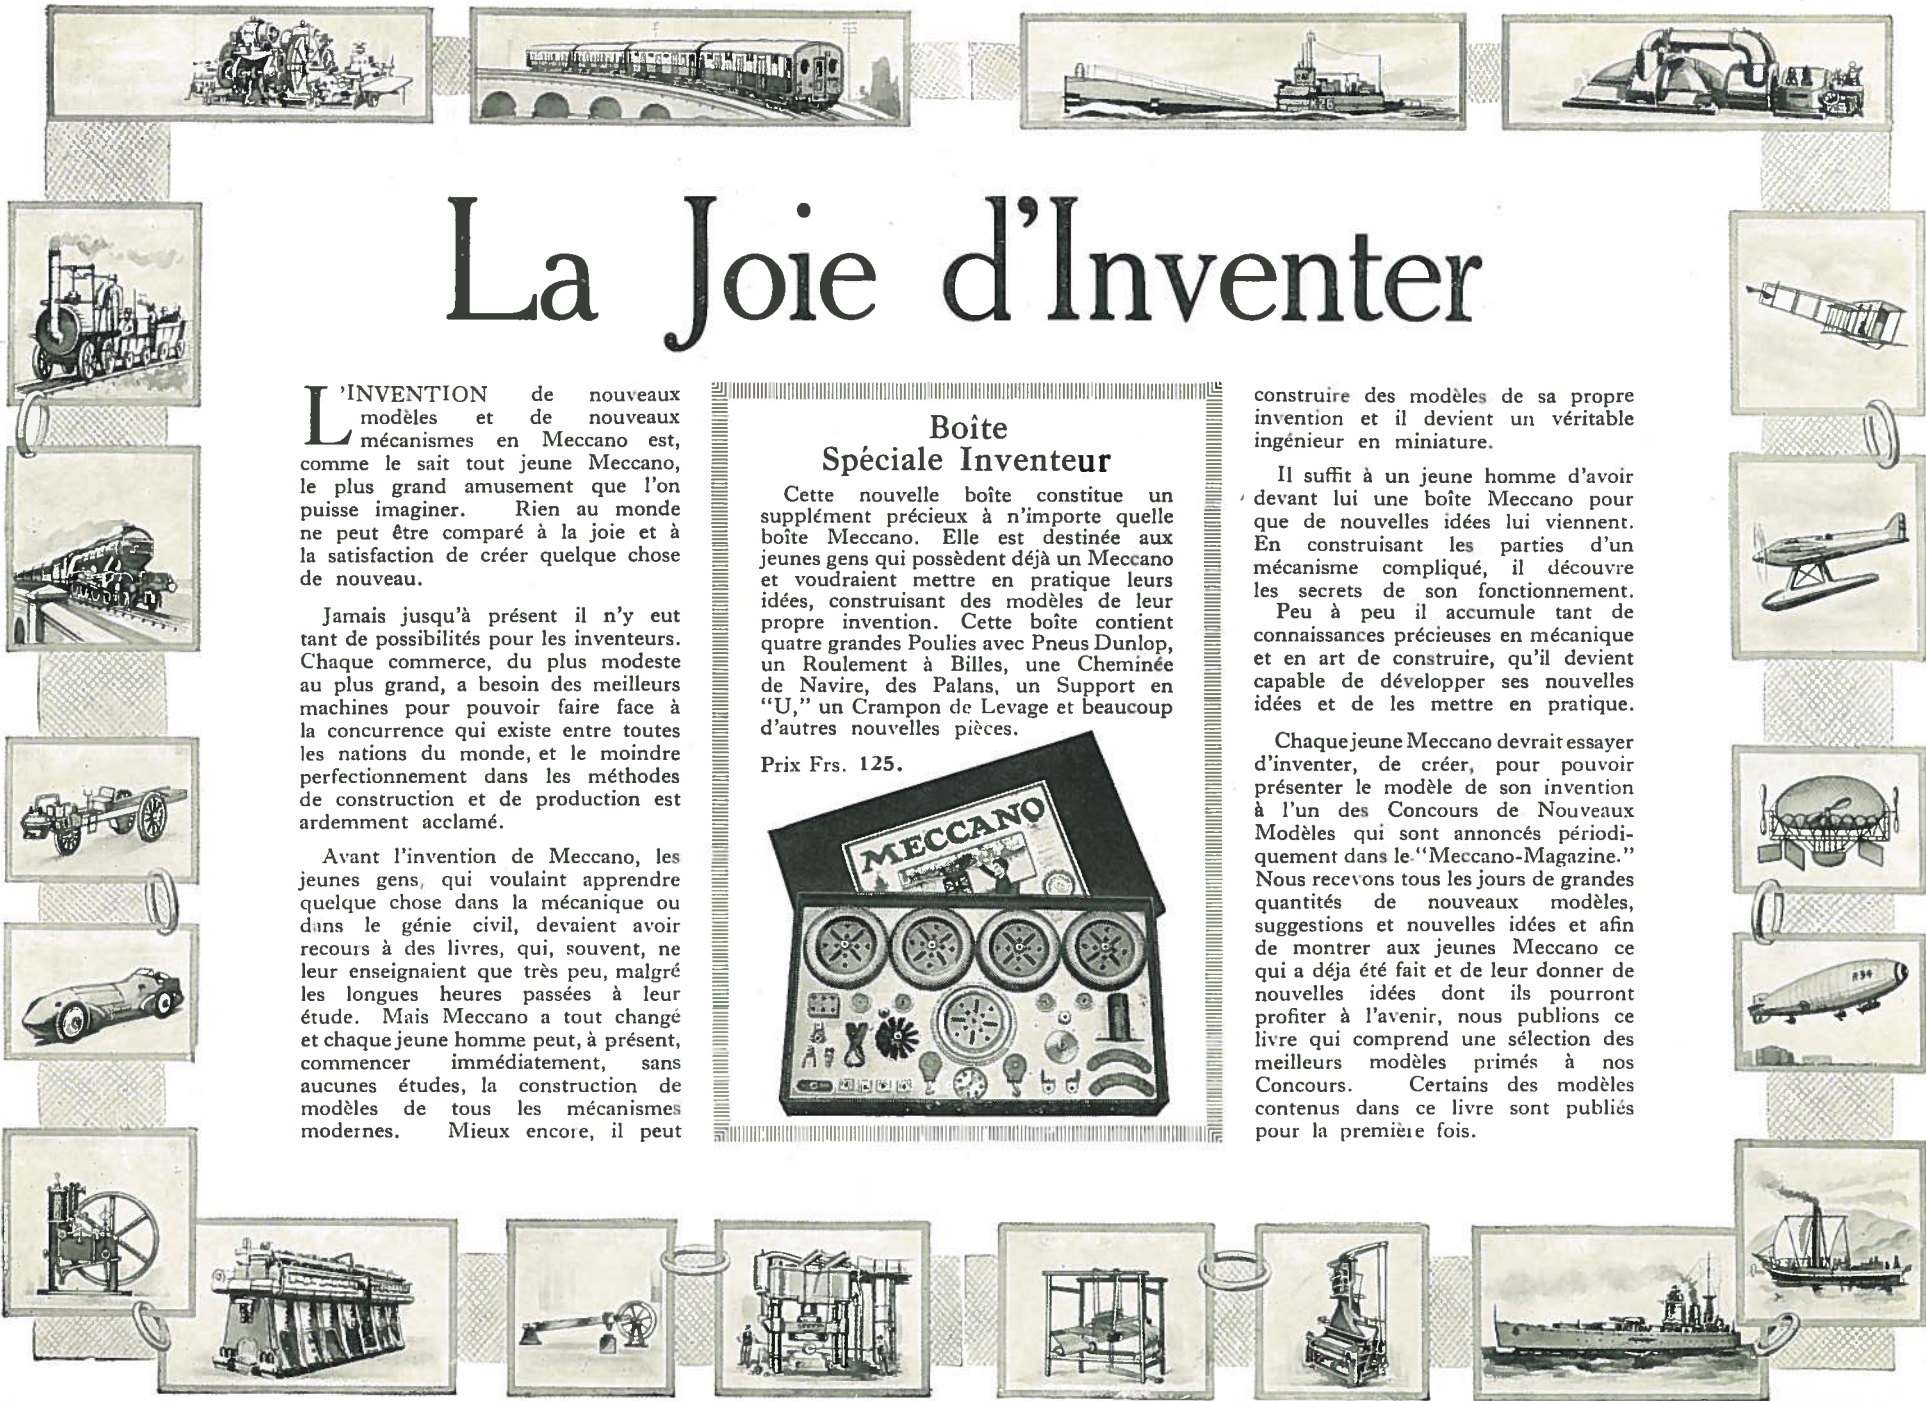 La Joie d'Inventer
L'INVENTION de nouveaux
modèles et de nouveaux
mécanismes en Meccano est,
comme le sait tout jeune Meccano,
le plus grand amusement que l'on
puisse imaginer. Rien au monde
ne peut être comparé à la joie et à
la satisfaction de créer quelque chose
de nouveau.
Jamais jusqu'à présent il n'y eut
tant de possibilités pour les inventeurs.
Chaque commerce, du plus modeste
au plus grand, a besoin des meilleurs
machines pour pouvoir faire face à
la concurrence qui existe entre toutes
les nations du monde, et le moindre
perfectionnement dans les méthodes
de construction et de production est
ardemment acclamé.
Avant l'invention de Meccano, les
jeunes gens, qui voulaint apprendre
quelque chose dans la mécanique ou
dans le génie civil, devaient avoir
recours à des livres, qui, souvent, ne
leur enseignaient que très peu, malgré
les longues heures passées à leur
étude. Mais Meccano a tout changé
et chaque jeune homme peut, à présent,
commencer immédiatement, sans
aucunes études, la construction de
modèles de tous les mécanismes
modernes. Mieux encore, il peut
Boîte
Spéciale Inventeur
Cette nouvelle boîte constitue un
supplément précieux à n'importe quelle
boîte Meccano. Elle est destinée aux
jeunes gens qui possèdent déjà un Meccano
et voudraient mettre en pratique leurs
idées, construisant des modèles de leur
propre invention. Cette boîte contient
quatre grandes Poulies avec Pneus Dunlop,
un Roulement à Billes, une Cheminée
de Navire, des Palans, un Support en
"U," un Crampon de Levage et beaucoup
d'autres nouvelles pièces.
Prix Frs. 125.
MECCANO
construire des modèles de sa propre
invention et il devient un véritable
ingénieur en miniature.
Il suffit à un jeune homme d'avoir
devant lui une boîte Meccano pour
que de nouvelles idées lui viennent.
En construisant les parties d'un
mécanisme compliqué, il découvre
les secrets de son fonctionnement.
Peu à peu il accumule tant de
connaissances précieuses en mécanique
et en art de construire, qu'il devient
capable de développer ses nouvelles
idées et de les mettre en pratique.
Chaque jeune Meccano devrait essayer
d'inventer, de créer, pour pouvoir
présenter le modèle de son invention
à l'un des Concours de Nouveaux
Modèles qui sont annoncés périodi-
quement dans le "Meccano-Magazine."
Nous recevons tous les jours de grandes
quantités de nouveaux modèles,
suggestions et nouvelles idées et afin
de montrer aux jeunes Meccano ce
qui a déja été fait et de leur donner de
nouvelles idées dont ils pourront
profiter à l'avenir, nous publions ce
livre qui comprend une sélection des
meilleurs modèles primés à nos
Concours. Certains des modèles
contenus dans ce livre sont publiés
pour la première fois.
R34